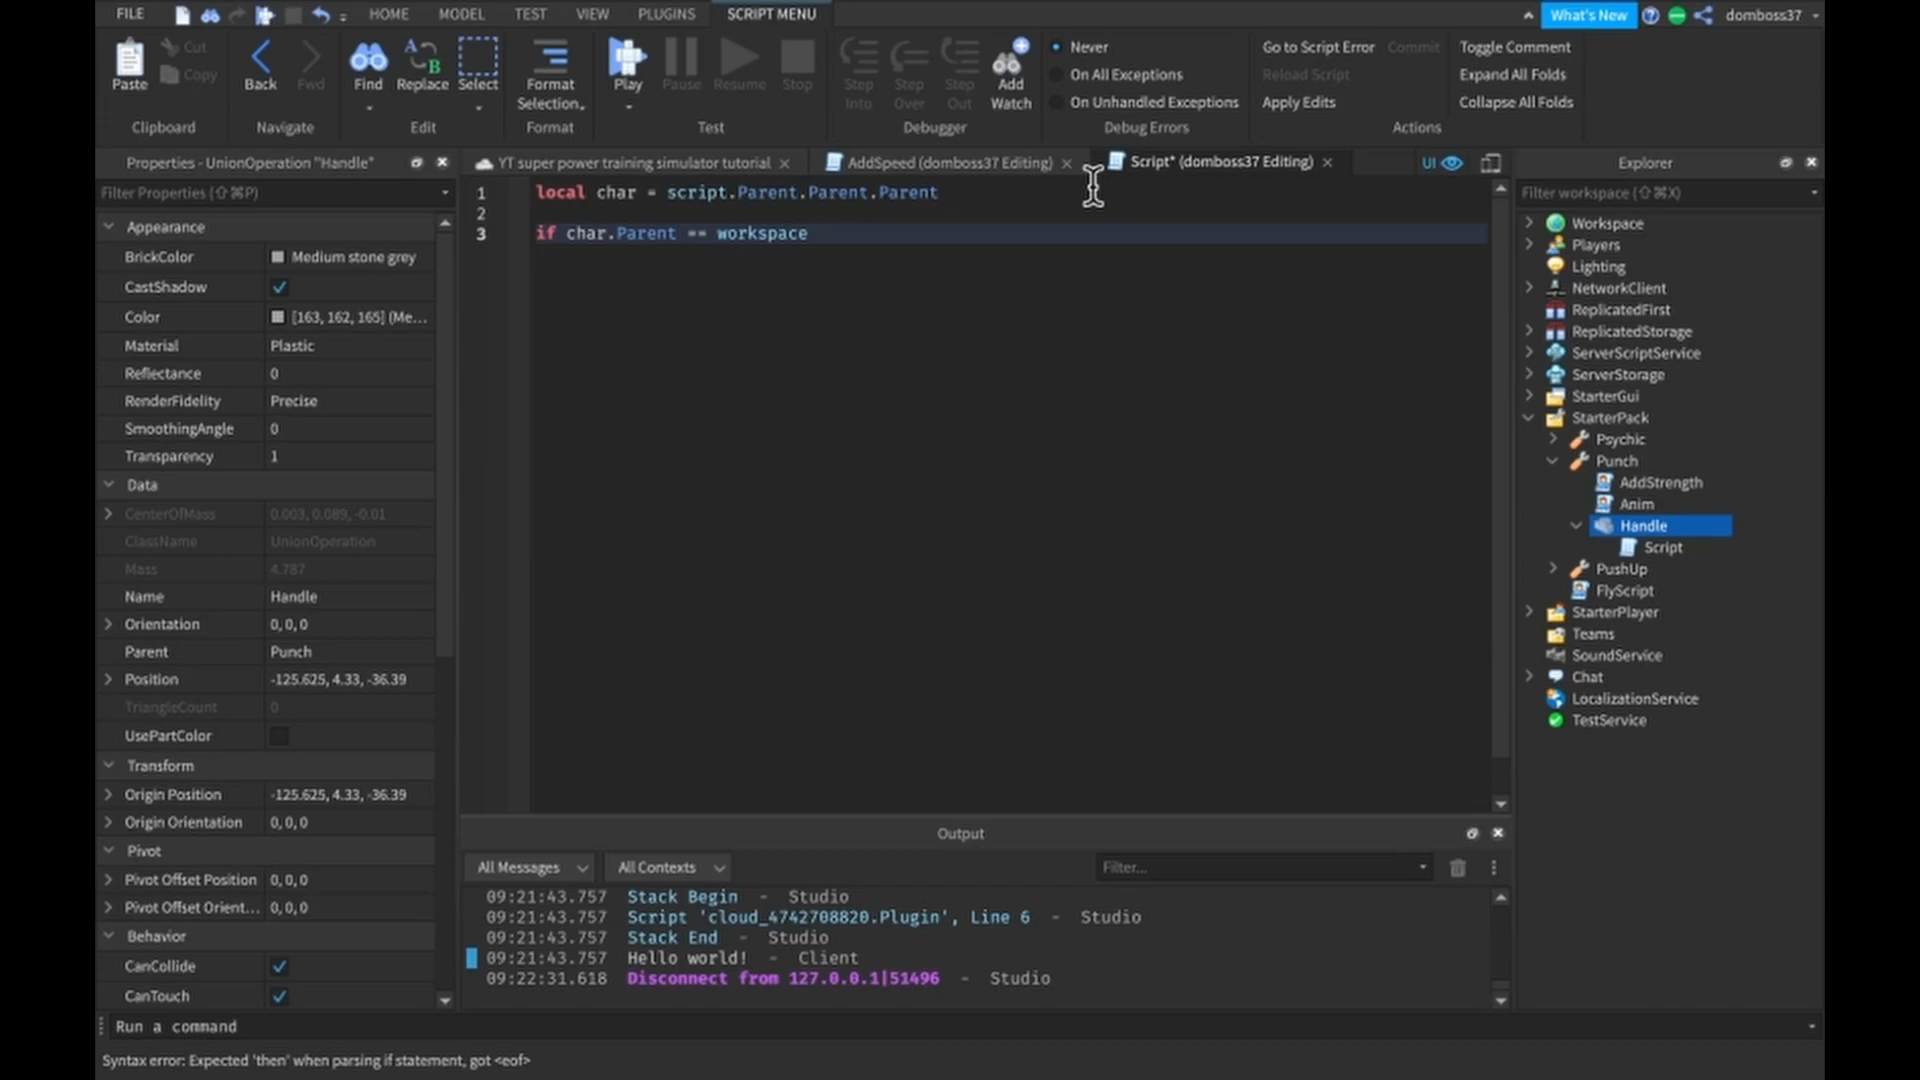 FILE HOME MODEL TEST VIEW PLUGINS SCRIPT MENU What's New domboss37
Paste Cut Copy Back Fwd Find Replace Select Format Selection Play Pause Resume Stop Step Into Step Over Step Out Add Watch
Never
On All Exceptions
On Unhandled Exceptions
Go to Script Error Commit
Reload Script
Apply Edits
Toggle Comment
Expand All Folds
Collapse All Folds
Clipboard Navigate Edit Format Test Debugger Debug Errors Actions
Properties - UnionOperation "Handle"
Filter Properties (⇧⌘P)
Appearance
BrickColor Medium stone grey
CastShadow
Color [163, 162, 165] (Me...
Material Plastic
Reflectance 0
RenderFidelity Precise
SmoothingAngle 0
Transparency 1
Data
CenterOfMass 0.003, 0.089, -0.01
ClassName UnionOperation
Mass 4.787
Name Handle
Orientation 0, 0, 0
Parent Punch
Position -125.625, 4.33, -36.39
TriangleCount 0
UsePartColor
Transform
Origin Position -125.625, 4.33, -36.39
Origin Orientation 0, 0, 0
Pivot
Pivot Offset Position 0, 0, 0
Pivot Offset Orient... 0, 0, 0
Behavior
CanCollide
CanTouch
YT super power training simulator tutorial AddSpeed (domboss37 Editing) Script* (domboss37 Editing) UI
1 local char = script.Parent.Parent.Parent
2
3 if char.Parent == workspace
Output
All Messages All Contexts Filter...
09:21:43.757 Stack Begin - Studio
09:21:43.757 Script 'cloud_4742708820.Plugin', Line 6 - Studio
09:21:43.757 Stack End - Studio
09:21:43.757 Hello world! - Client
09:22:31.618 Disconnect from 127.0.0.1|51496 - Studio
Explorer
Filter workspace (⇧⌘X)
Workspace
Players
Lighting
NetworkClient
ReplicatedFirst
ReplicatedStorage
ServerScriptService
ServerStorage
StarterGui
StarterPack
Psychic
Punch
AddStrength
Anim
Handle
Script
PushUp
FlyScript
StarterPlayer
Teams
SoundService
Chat
LocalizationService
TestService
Run a command
Syntax error: Expected 'then' when parsing if statement, got <eof>